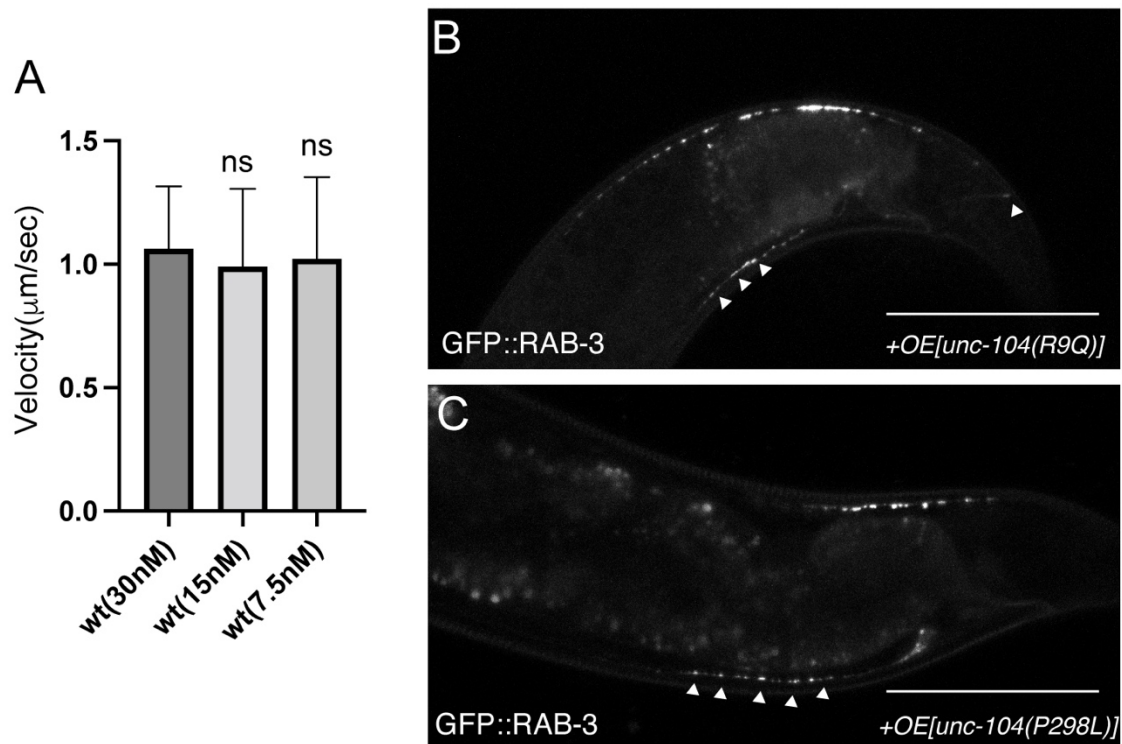 A
Velocity(μm/sec)
1.5
1.0
0.5
0.0
ns
ns
wt(30nM)
wt(15nM)
wt(7.5nM)
B
GFP::RAB-3
+OE[unc-104(R9Q)]
C
GFP::RAB-3
+OE[unc-104(P298L)]